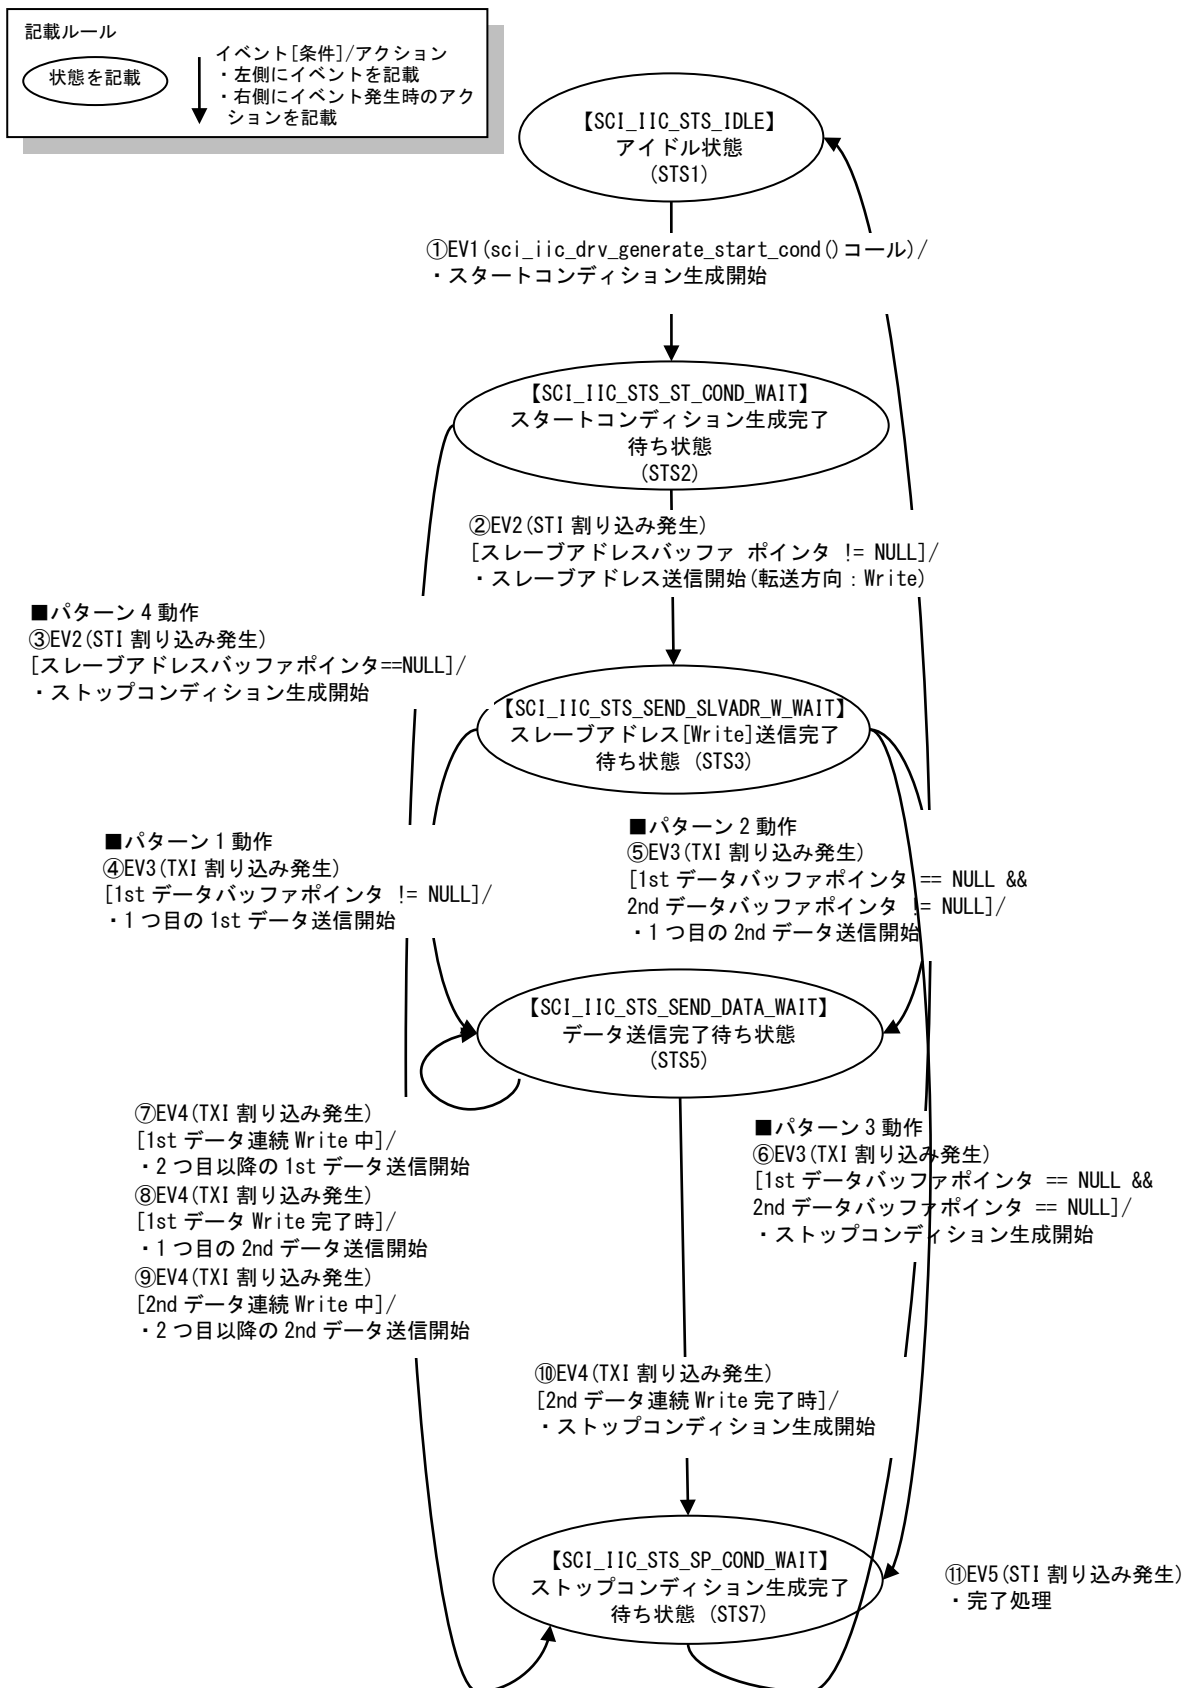 記載ルール
状態を記載
イベント[条件]/アクション
・左側にイベントを記載
・右側にイベント発生時のアク
ションを記載
【SCI_IIC_STS_IDLE】
アイドル状態
(STS1)
①EV1(sci_iic_drv_generate_start_cond()コール)/
・スタートコンディション生成開始
【SCI_IIC_STS_ST_COND_WAIT】
スタートコンディション生成完了
待ち状態
(STS2)
②EV2(STI 割り込み発生)
[スレーブアドレスバッファ ポインタ != NULL]/
・スレーブアドレス送信開始(転送方向：Write)
■パターン 4 動作
③EV2(STI 割り込み発生)
[スレーブアドレスバッファポインタ==NULL]/
・ストップコンディション生成開始
【SCI_IIC_STS_SEND_SLVADR_W_WAIT】
スレーブアドレス[Write]送信完了
待ち状態 (STS3)
■パターン 1 動作
④EV3(TXI 割り込み発生)
[1st データバッファポインタ != NULL]/
・1 つ目の 1st データ送信開始
■パターン 2 動作
⑤EV3(TXI 割り込み発生)
[1st データバッファポインタ == NULL &&
2nd データバッファポインタ != NULL]/
・1 つ目の 2nd データ送信開始
【SCI_IIC_STS_SEND_DATA_WAIT】
データ送信完了待ち状態
(STS5)
⑦EV4(TXI 割り込み発生)
[1st データ連続 Write 中]/
・2 つ目以降の 1st データ送信開始
⑧EV4(TXI 割り込み発生)
[1st データ Write 完了時]/
・1 つ目の 2nd データ送信開始
⑨EV4(TXI 割り込み発生)
[2nd データ連続 Write 中]/
・2 つ目以降の 2nd データ送信開始
■パターン 3 動作
⑥EV3(TXI 割り込み発生)
[1st データバッファポインタ == NULL &&
2nd データバッファポインタ == NULL]/
・ストップコンディション生成開始
⑩EV4(TXI 割り込み発生)
[2nd データ連続 Write 完了時]/
・ストップコンディション生成開始
【SCI_IIC_STS_SP_COND_WAIT】
ストップコンディション生成完了
待ち状態 (STS7)
⑪EV5(STI 割り込み発生)
・完了処理